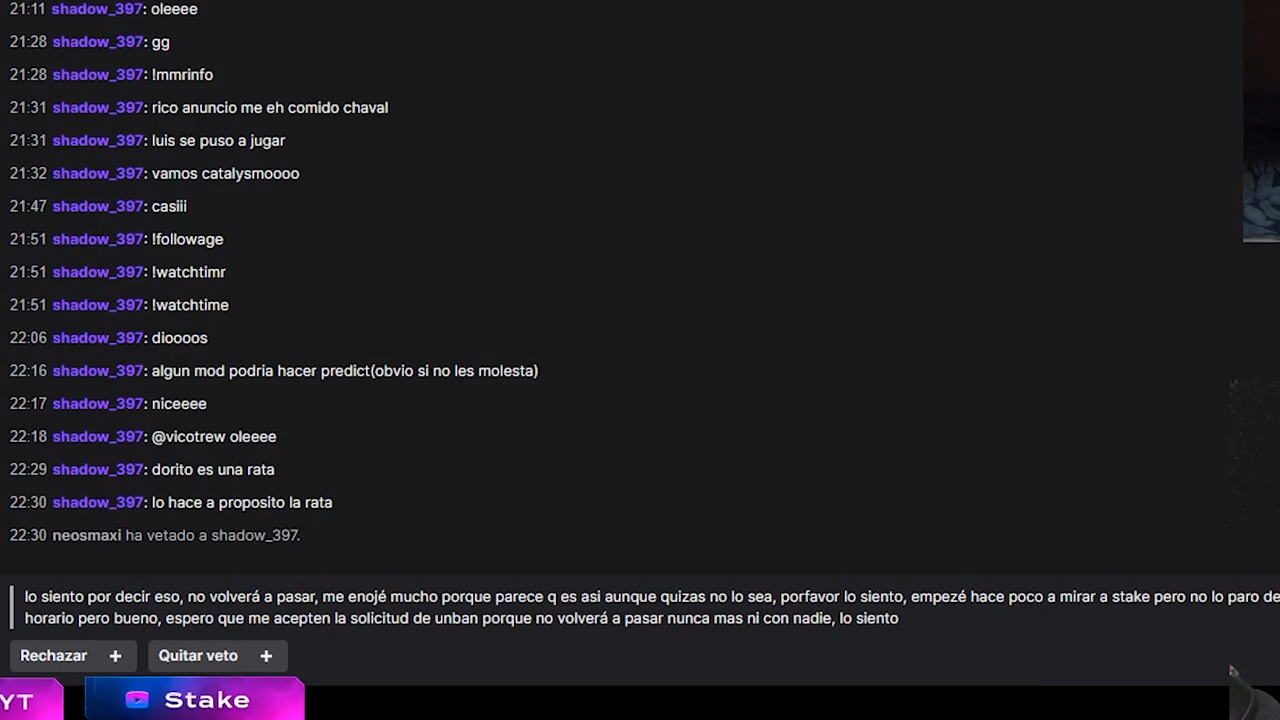 21:11 shadow_397: oleeee
21:28 shadow_397: gg
21:28 shadow_397: !mmrinfo
21:31 shadow_397: rico anuncio me eh comido chaval
21:31 shadow_397: luis se puso a jugar
21:32 shadow_397: vamos catalysmoooo
21:47 shadow_397: casiii
21:51 shadow_397: !followage
21:51 shadow_397: !watchtimr
21:51 shadow_397: !watchtime
22:06 shadow_397: dioooos
22:16 shadow_397: algun mod podria hacer predict(obvio si no les molesta)
22:17 shadow_397: niceeee
22:18 shadow_397: @vicotrew oleeee
22:29 shadow_397: dorito es una rata
22:30 shadow_397: lo hace a proposito la rata
22:30 neosmaxi ha vetado a shadow_397.
lo siento por decir eso, no volverá a pasar, me enojé mucho porque parece q es asi aunque quizas no lo sea, porfavor lo siento, empezé hace poco a mirar a stake pero no lo paro de
horario pero bueno, espero que me acepten la solicitud de unban porque no volverá a pasar nunca mas ni con nadie, lo siento
Rechazar + Quitar veto +
YT Stake